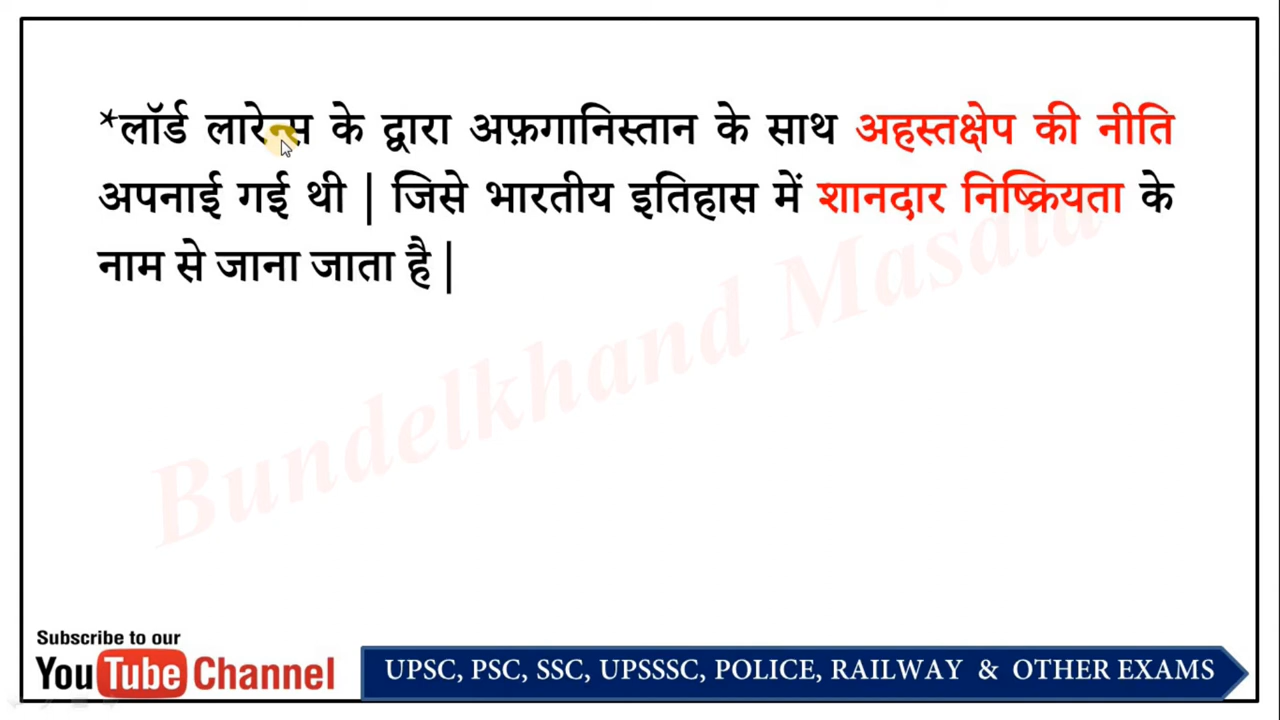 *लॉर्ड लारेन्स के द्वारा अफ़गानिस्तान के साथ अहस्तक्षेप की नीति
अपनाई गई थी | जिसे भारतीय इतिहास में शानदार निष्क्रियता के
नाम से जाना जाता है |
Bundelkhand Masala
Subscribe to our
YouTube Channel
UPSC, PSC, SSC, UPSSSC, POLICE, RAILWAY & OTHER EXAMS